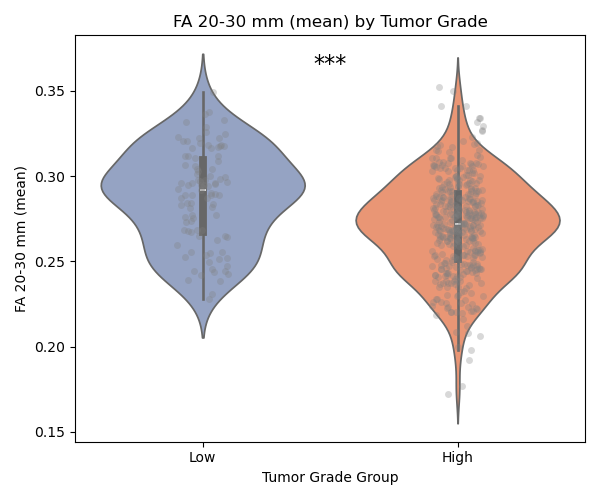 FA 20-30 mm (mean) by Tumor Grade
***
0.35
0.30
0.25
0.20
0.15
FA 20-30 mm (mean)
Low
High
Tumor Grade Group